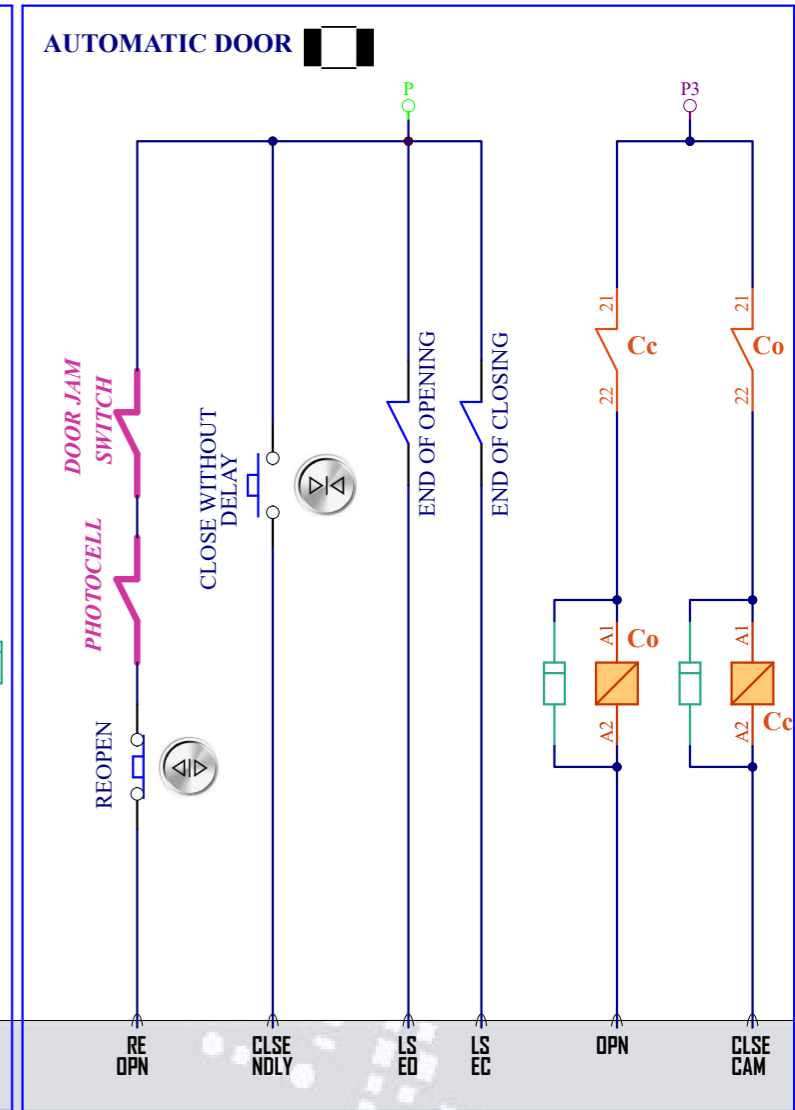 AUTOMATIC DOOR
P
P3
DOOR JAM
SWITCH
PHOTOCELL
REOPEN
CLOSE WITHOUT
DELAY
END OF OPENING
END OF CLOSING
21
Cc
22
21
Co
22
A1
Co
A2
A1
A2
Cc
RE
OPN
CLSE
NDLY
LS
EO
LS
EC
OPN
CLSE
CAM